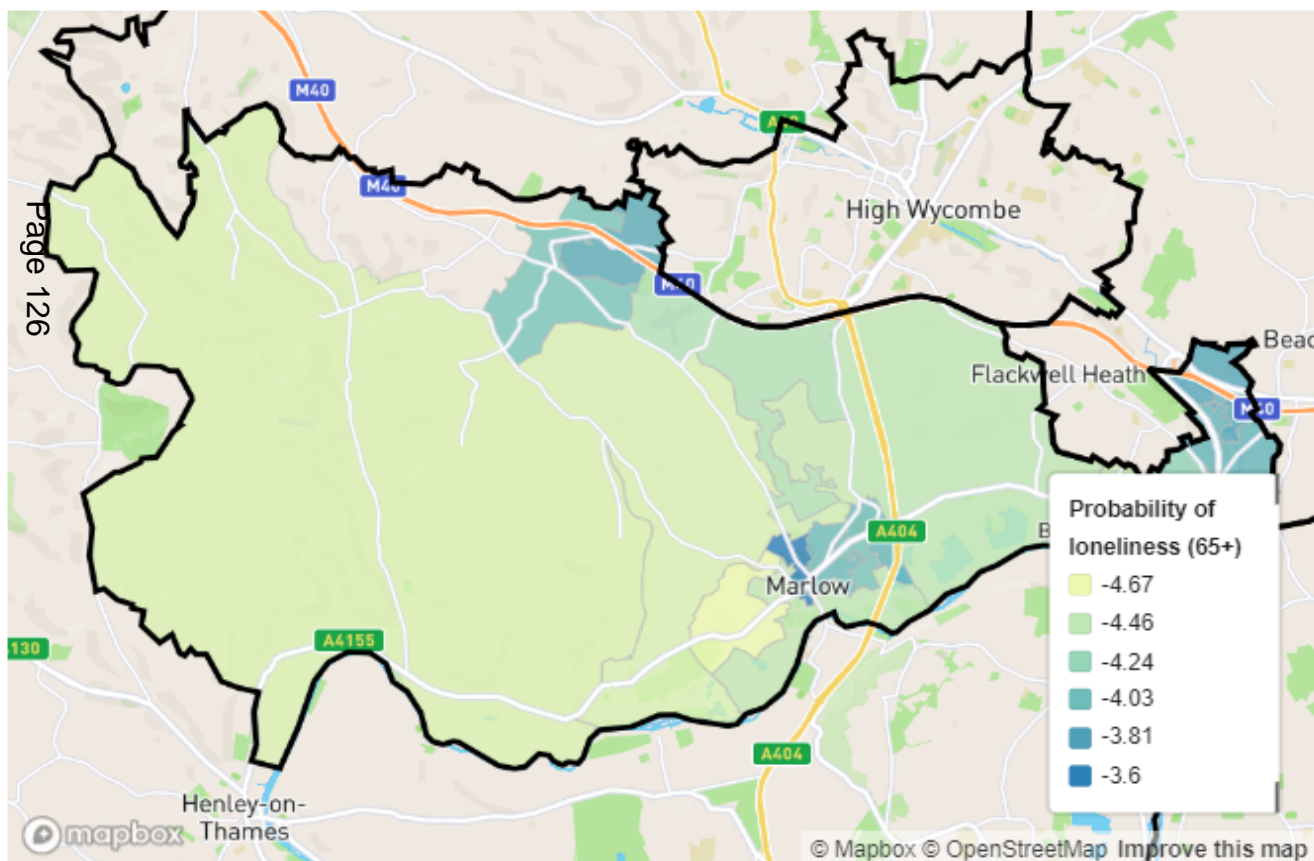 M40
A40
M40
High Wycombe
Page 126
M40
Beac
Flackwell Heath
M40
Probability of
loneliness (65+)
-4.67
-4.46
-4.24
-4.03
-3.81
-3.6
A404
B
Marlow
A4155
130
A404
Henley-on-
Thames
mapbox
© Mapbox © OpenStreetMap Improve this map